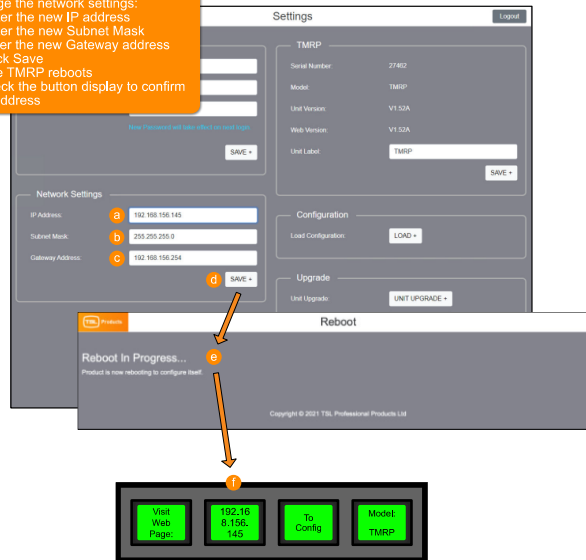 ge the network settings:
er the new IP address
er the new Subnet Mask
er the new Gateway address
ck Save
e TMRP reboots
eck the button display to confirm
ddress
Settings
Logout
New Password will take effect on next login
SAVE +
TMRP
Serial Number: 27462
Model: TMRP
Unit Version: V1.52A
Web Version: V1.52A
Unit Label: TMRP
SAVE +
Network Settings
IP Address: a 192.168.156.145
Subnet Mask: b 255.255.255.0
Gateway Address: c 192.168.156.254
d SAVE +
Configuration
Load Configuration: LOAD +
Upgrade
Unit Upgrade: UNIT UPGRADE +
TSL Products
Reboot
Reboot In Progress... e
Product is now rebooting to configure itself.
Copyright © 2021 TSL Professional Products Ltd
f
Visit
Web
Page:
192.16
8.156.
145
To
Config
Model:
TMRP